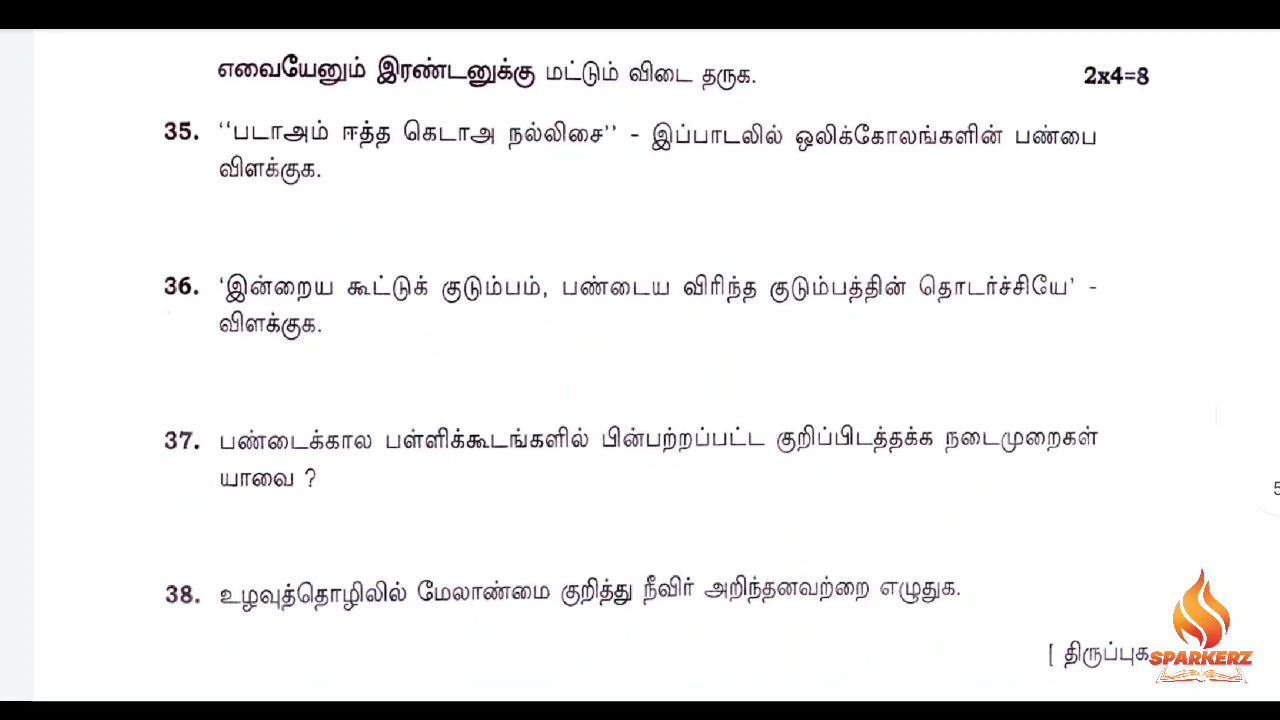 எவையேனும் இரண்டனுக்கு மட்டும் விடை தருக. 2x4=8
35. ‘‘படாஅம் ஈத்த கெடாஅ நல்லிசை’’ - இப்பாடலில் ஒலிக்கோலங்களின் பண்பை
விளக்குக.
36. ‘இன்றைய கூட்டுக் குடும்பம், பண்டைய விரிந்த குடும்பத்தின் தொடர்ச்சியே’ -
விளக்குக.
37. பண்டைக்கால பள்ளிக்கூடங்களில் பின்பற்றப்பட்ட குறிப்பிடத்தக்க நடைமுறைகள்
யாவை ?
5
38. உழவுத்தொழிலில் மேலாண்மை குறித்து நீவிர் அறிந்தனவற்றை எழுதுக.
[ திருப்புக
SPARKERZ